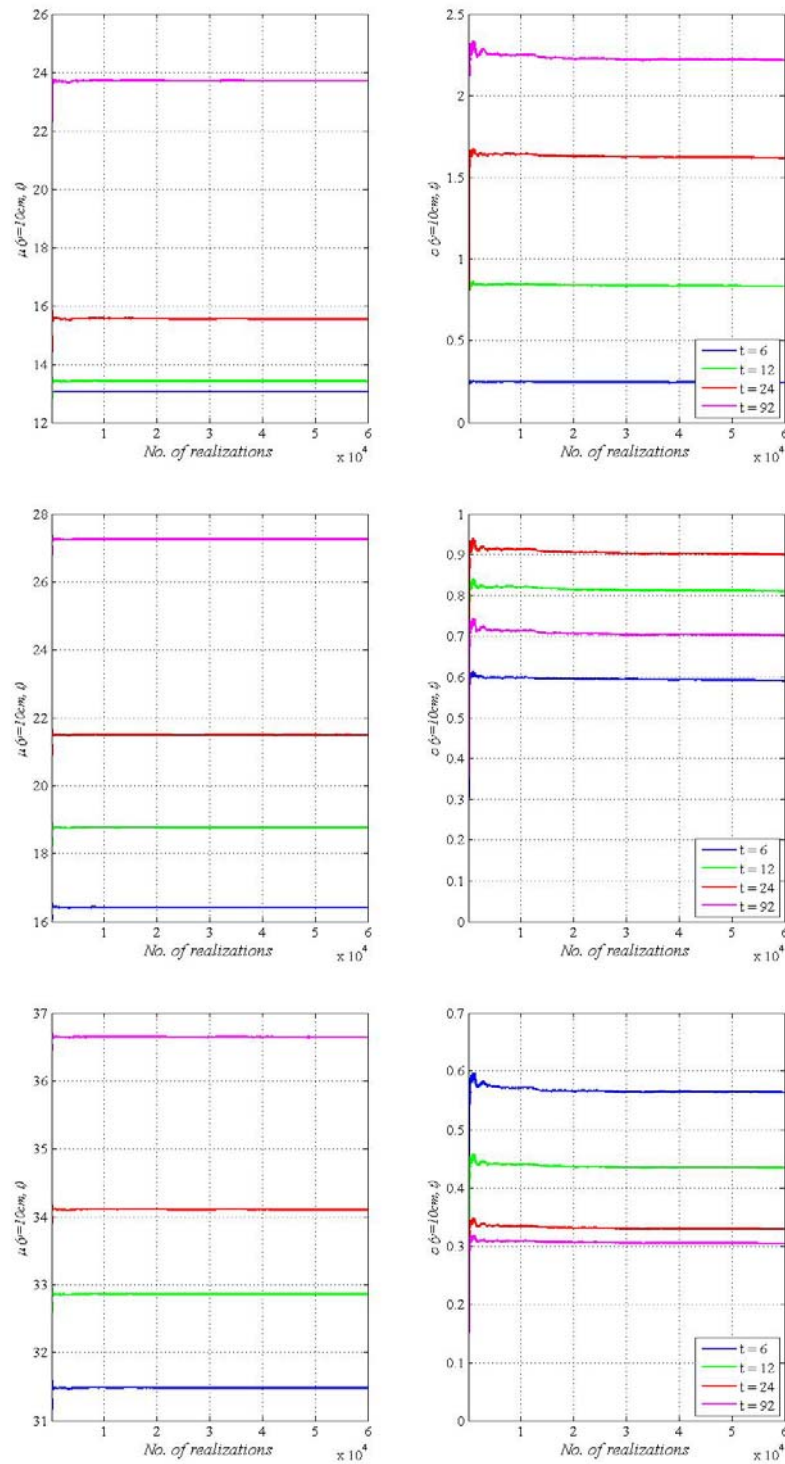 26
24
22
20
18
16
14
12
μ (y=10cm, t)
0 1 2 3 4 5 6
No. of realizations
x 10^4
2.5
2
1.5
1
0.5
0
σ (y=10cm, t)
t = 6
t = 12
t = 24
t = 92
0 1 2 3 4 5 6
No. of realizations
x 10^4
28
26
24
22
20
18
16
μ (y=10cm, t)
0 1 2 3 4 5 6
No. of realizations
x 10^4
1
0.9
0.8
0.7
0.6
0.5
0.4
0.3
0.2
0.1
0
σ (y=10cm, t)
t = 6
t = 12
t = 24
t = 92
0 1 2 3 4 5 6
No. of realizations
x 10^4
37
36
35
34
33
32
31
μ (y=10cm, t)
0 1 2 3 4 5 6
No. of realizations
x 10^4
0.7
0.6
0.5
0.4
0.3
0.2
0.1
0
σ (y=10cm, t)
t = 6
t = 12
t = 24
t = 92
0 1 2 3 4 5 6
No. of realizations
x 10^4